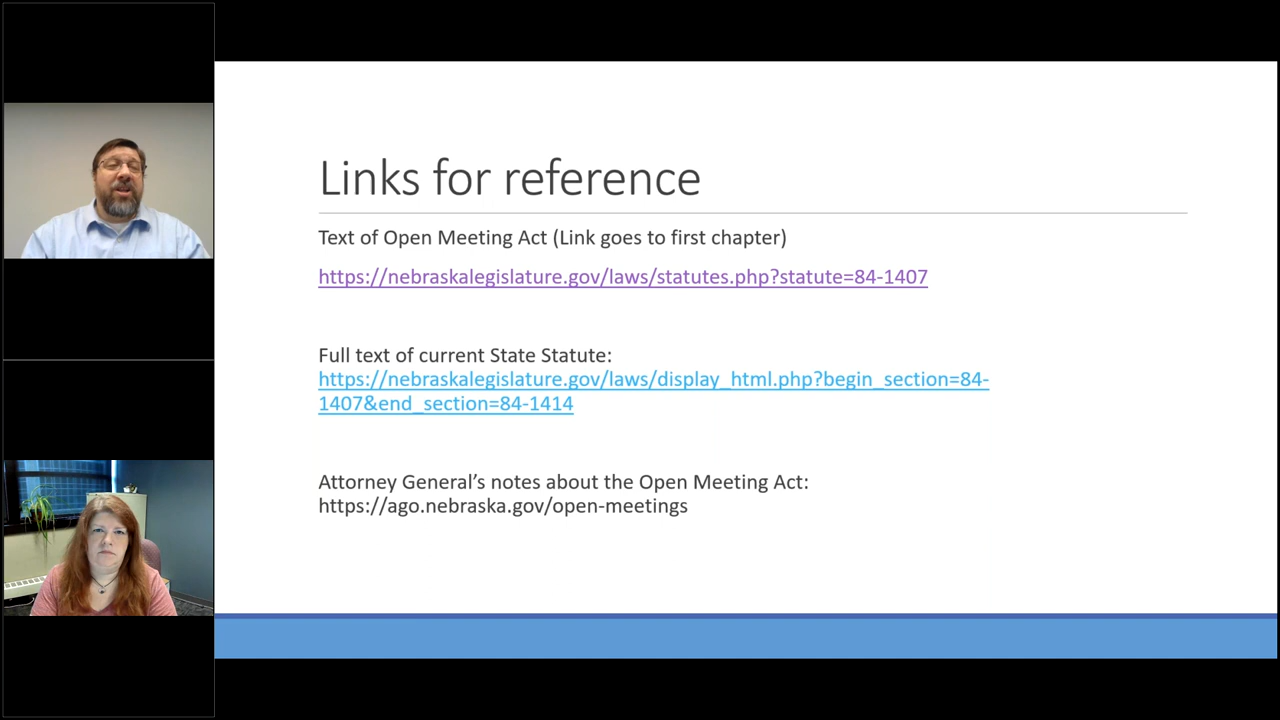 Links for reference
Text of Open Meeting Act (Link goes to first chapter)
https://nebraskalegislature.gov/laws/statutes.php?statute=84-1407
Full text of current State Statute:
https://nebraskalegislature.gov/laws/display_html.php?begin_section=84-
1407&end_section=84-1414
Attorney General’s notes about the Open Meeting Act:
https://ago.nebraska.gov/open-meetings